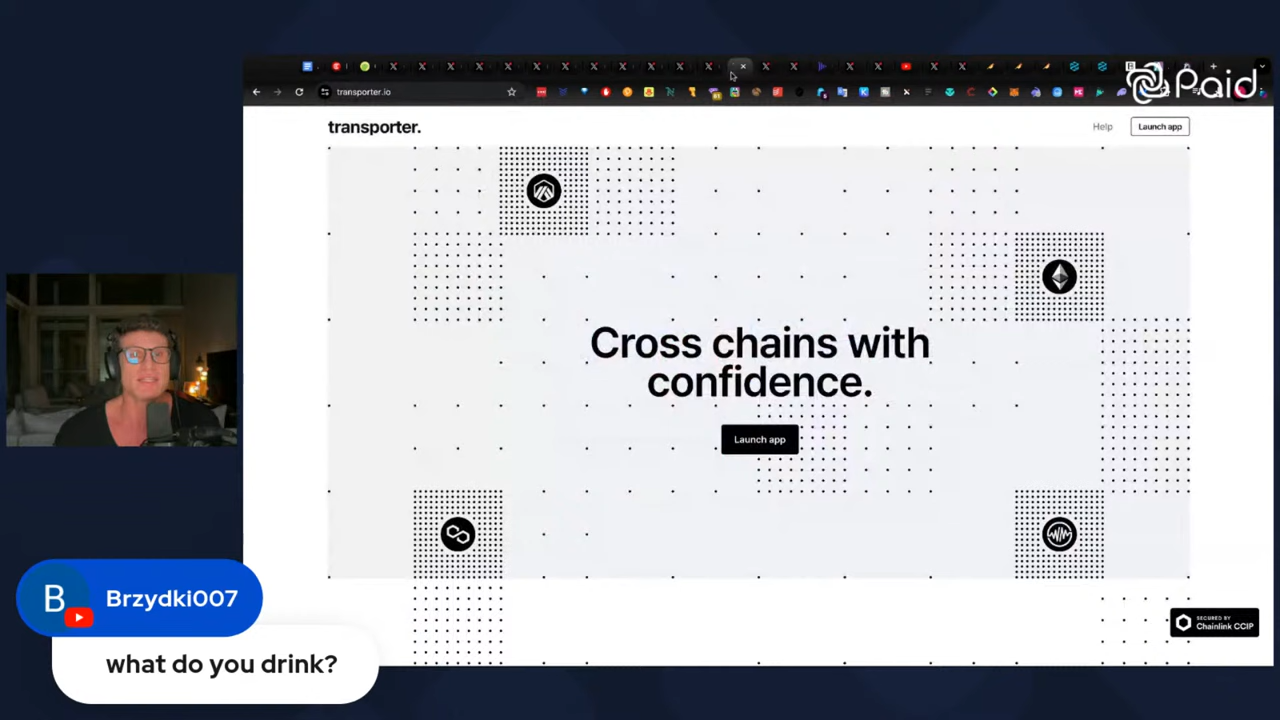 Paid
transporter.io
transporter.
Help
Launch app
Cross chains with
confidence.
Launch app
SECURED BY
Chainlink CCIP
B
Brzydki007
what do you drink?